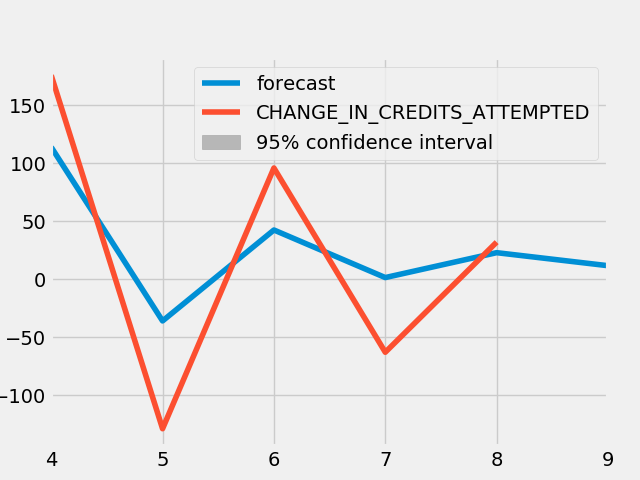 forecast
CHANGE_IN_CREDITS_ATTEMPTED
95% confidence interval
150
100
50
0
−50
−100
4 5 6 7 8 9